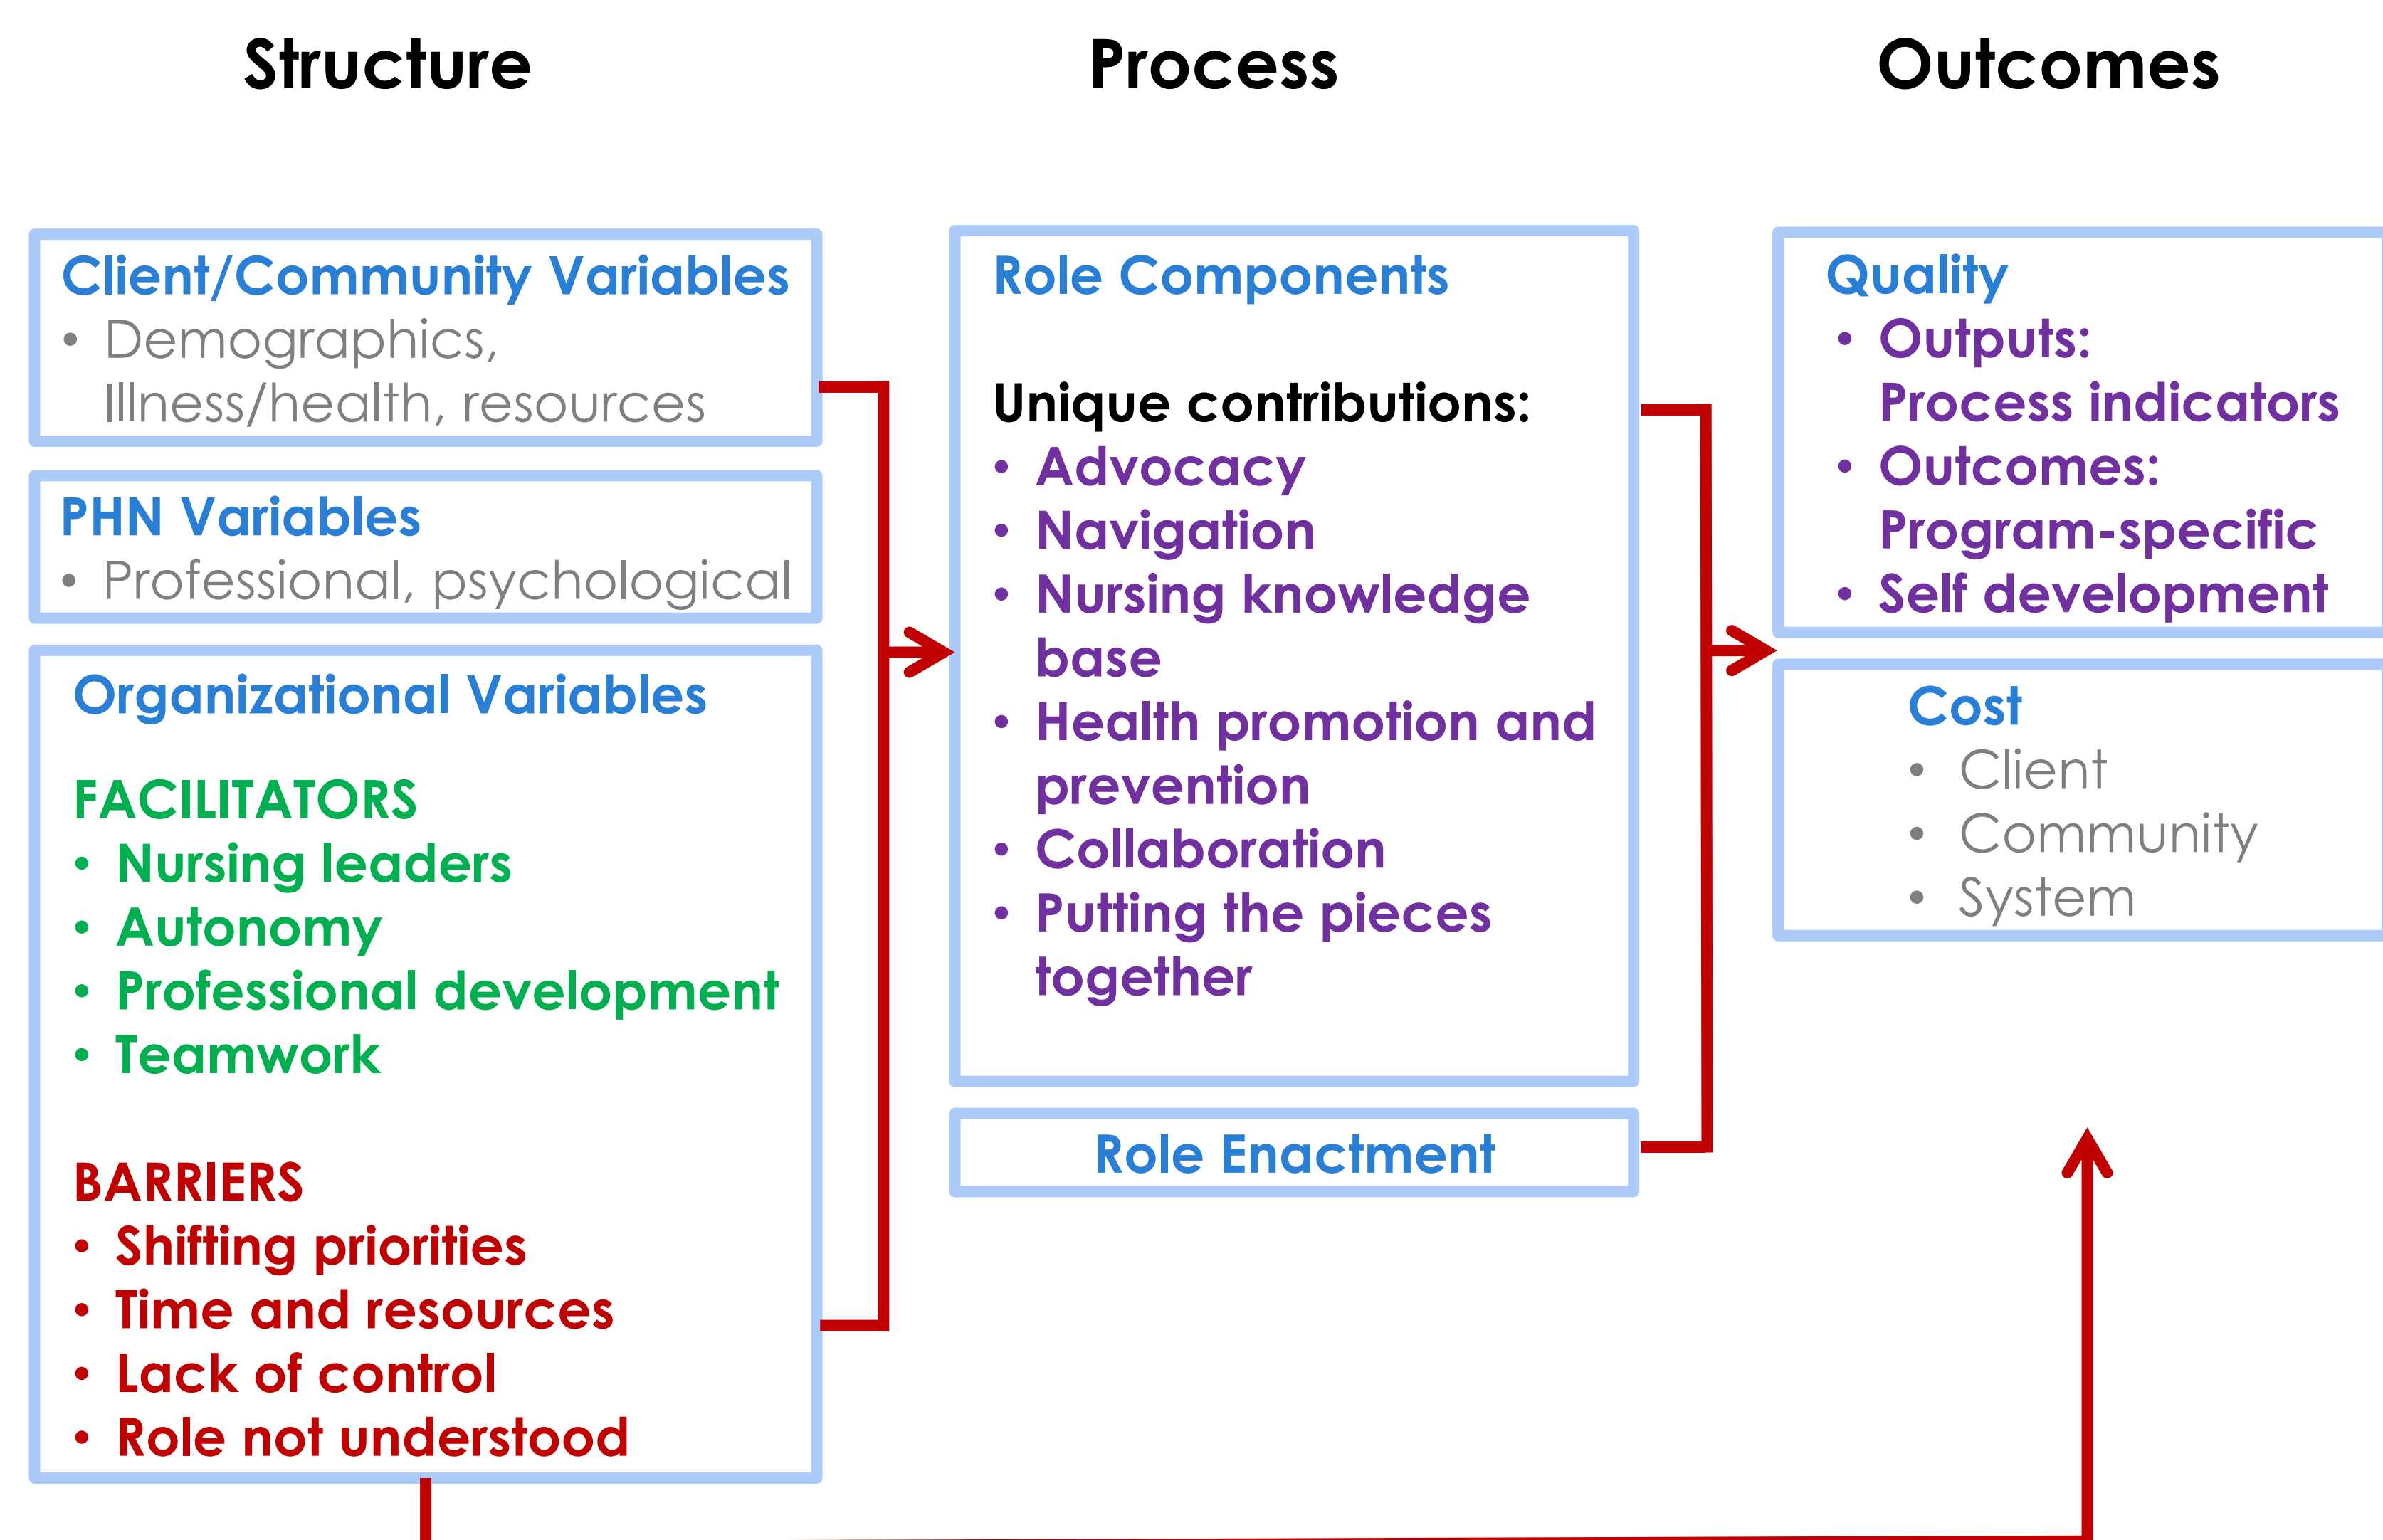 Structure
Process
Outcomes
Client/Community Variables
• Demographics,
Illness/health, resources
PHN Variables
• Professional, psychological
Organizational Variables
FACILITATORS
• Nursing leaders
• Autonomy
• Professional development
• Teamwork
BARRIERS
• Shifting priorities
• Time and resources
• Lack of control
• Role not understood
Role Components
Unique contributions:
• Advocacy
• Navigation
• Nursing knowledge
base
• Health promotion and
prevention
• Collaboration
• Putting the pieces
together
Role Enactment
Quality
• Outputs:
Process indicators
• Outcomes:
Program-specific
• Self development
Cost
• Client
• Community
• System